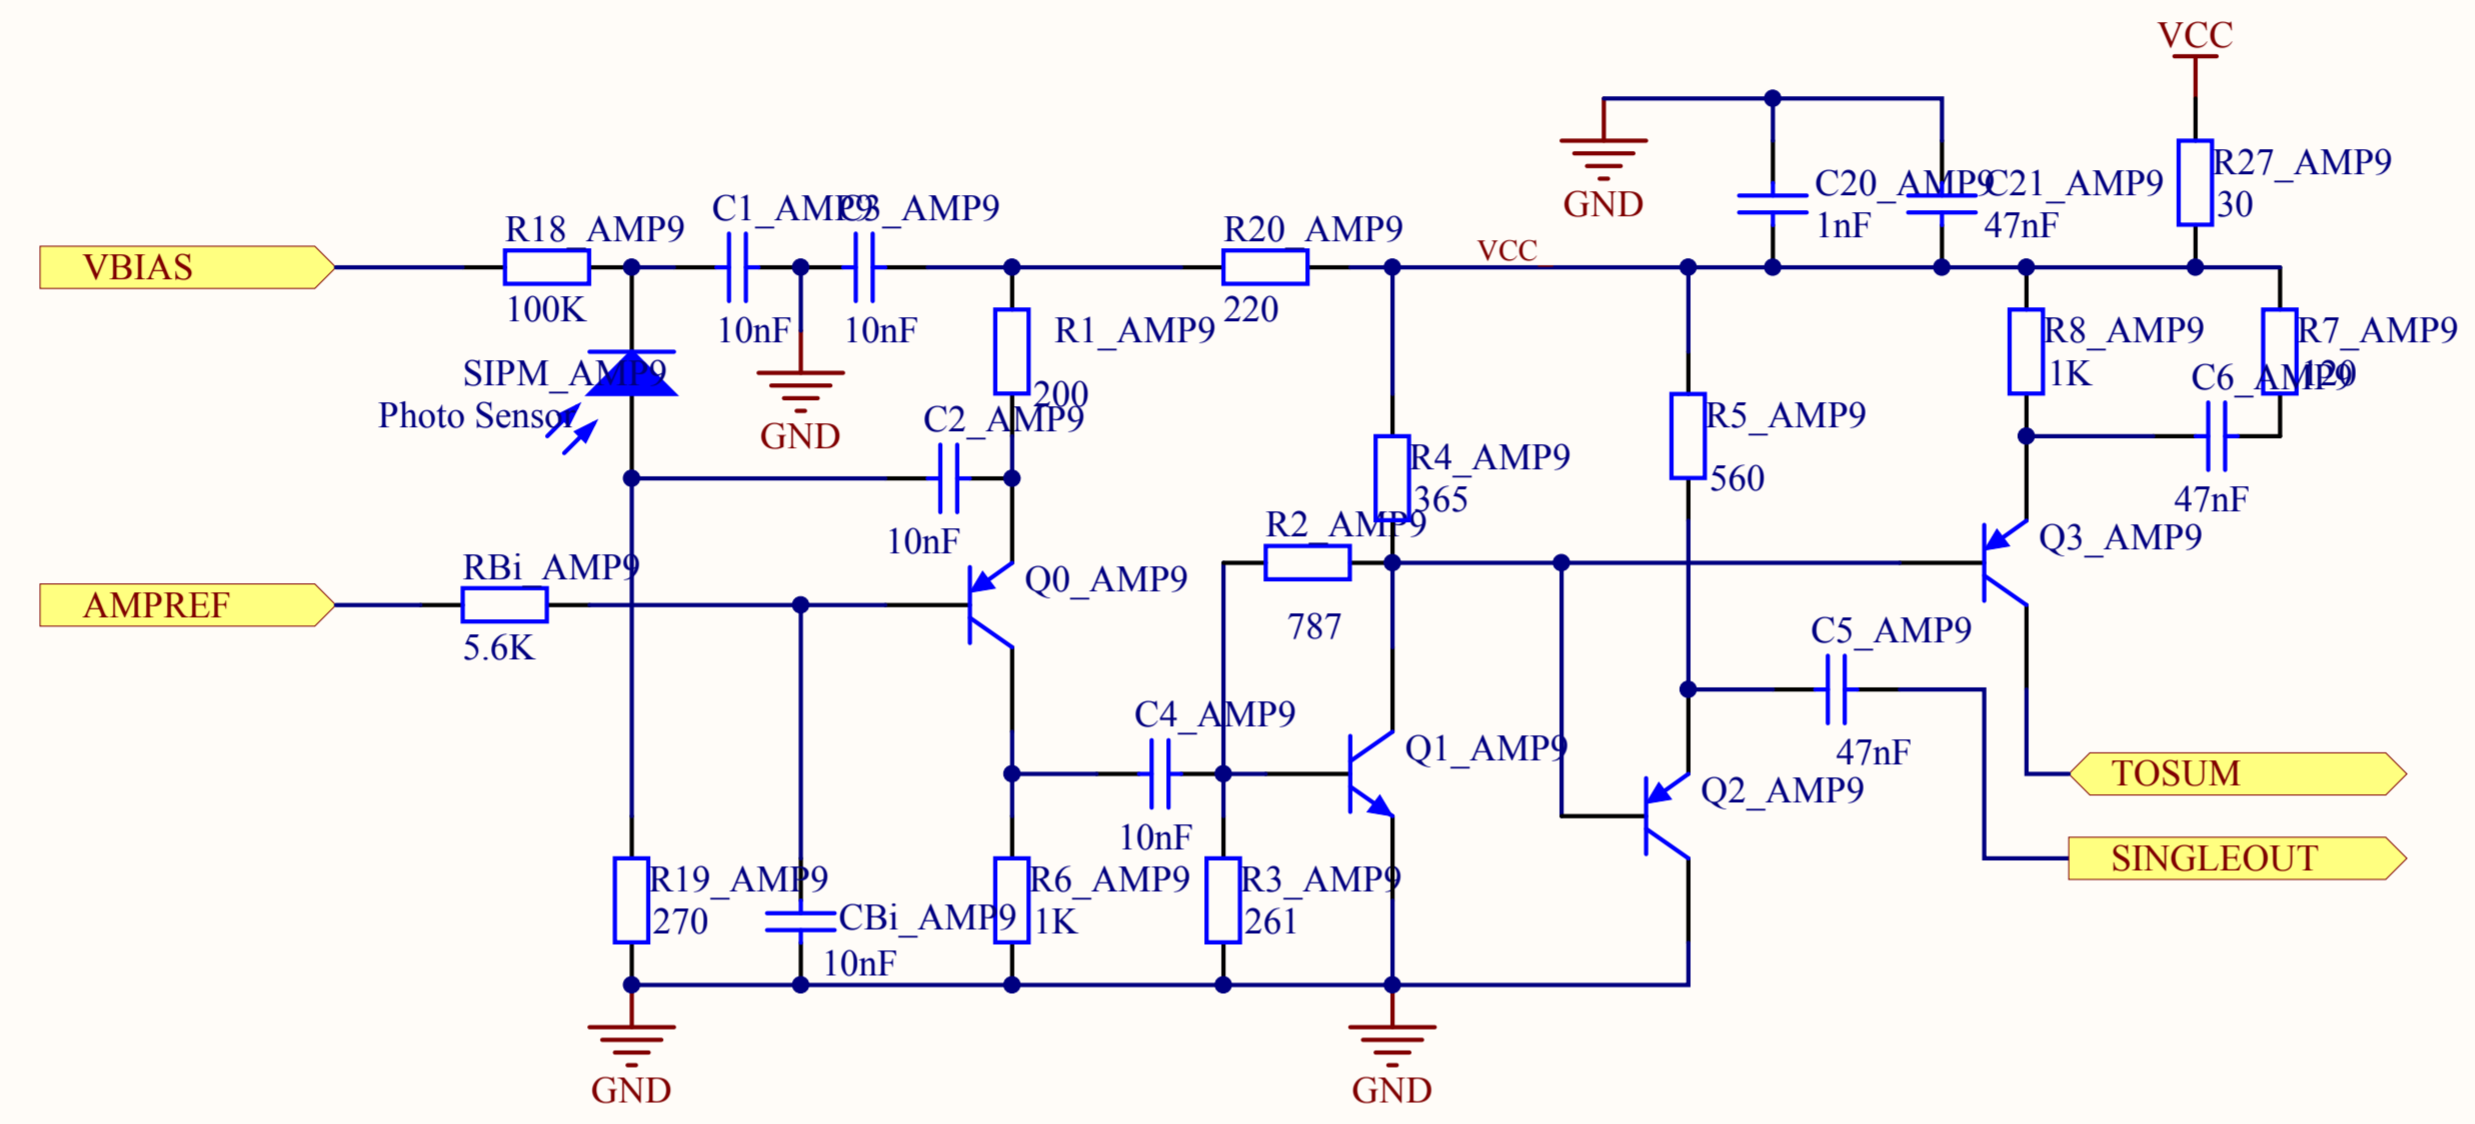 VCC
R27_AMP9
30
C20_AMP9
1nF
C21_AMP9
47nF
GND
R18_AMP9
100K
C1_AMP9
10nF
C3_AMP9
10nF
R20_AMP9
220
VCC
VBIAS
SIPM_AMP9
Photo Sensor
GND
R1_AMP9
200
C2_AMP9
10nF
R4_AMP9
365
R5_AMP9
560
R8_AMP9
1K
R7_AMP9
120
C6_AMP9
47nF
R2_AMP9
787
Q3_AMP9
RBi_AMP9
5.6K
AMPREF
Q0_AMP9
C5_AMP9
47nF
C4_AMP9
10nF
Q1_AMP9
Q2_AMP9
TOSUM
SINGLEOUT
R19_AMP9
270
CBi_AMP9
10nF
R6_AMP9
1K
R3_AMP9
261
GND
GND